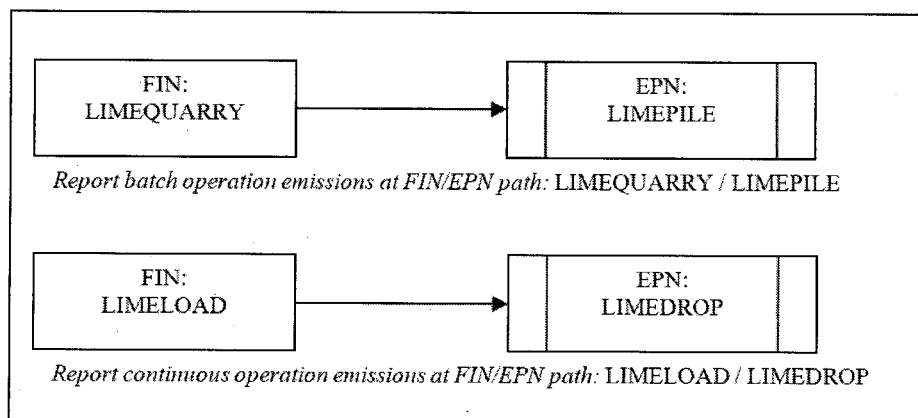 FIN:
LIMEQUARRY
EPN:
LIMEPILE
Report batch operation emissions at FIN/EPN path: LIMEQUARRY / LIMEPILE
FIN:
LIMELOAD
EPN:
LIMEDROP
Report continuous operation emissions at FIN/EPN path: LIMELOAD / LIMEDROP